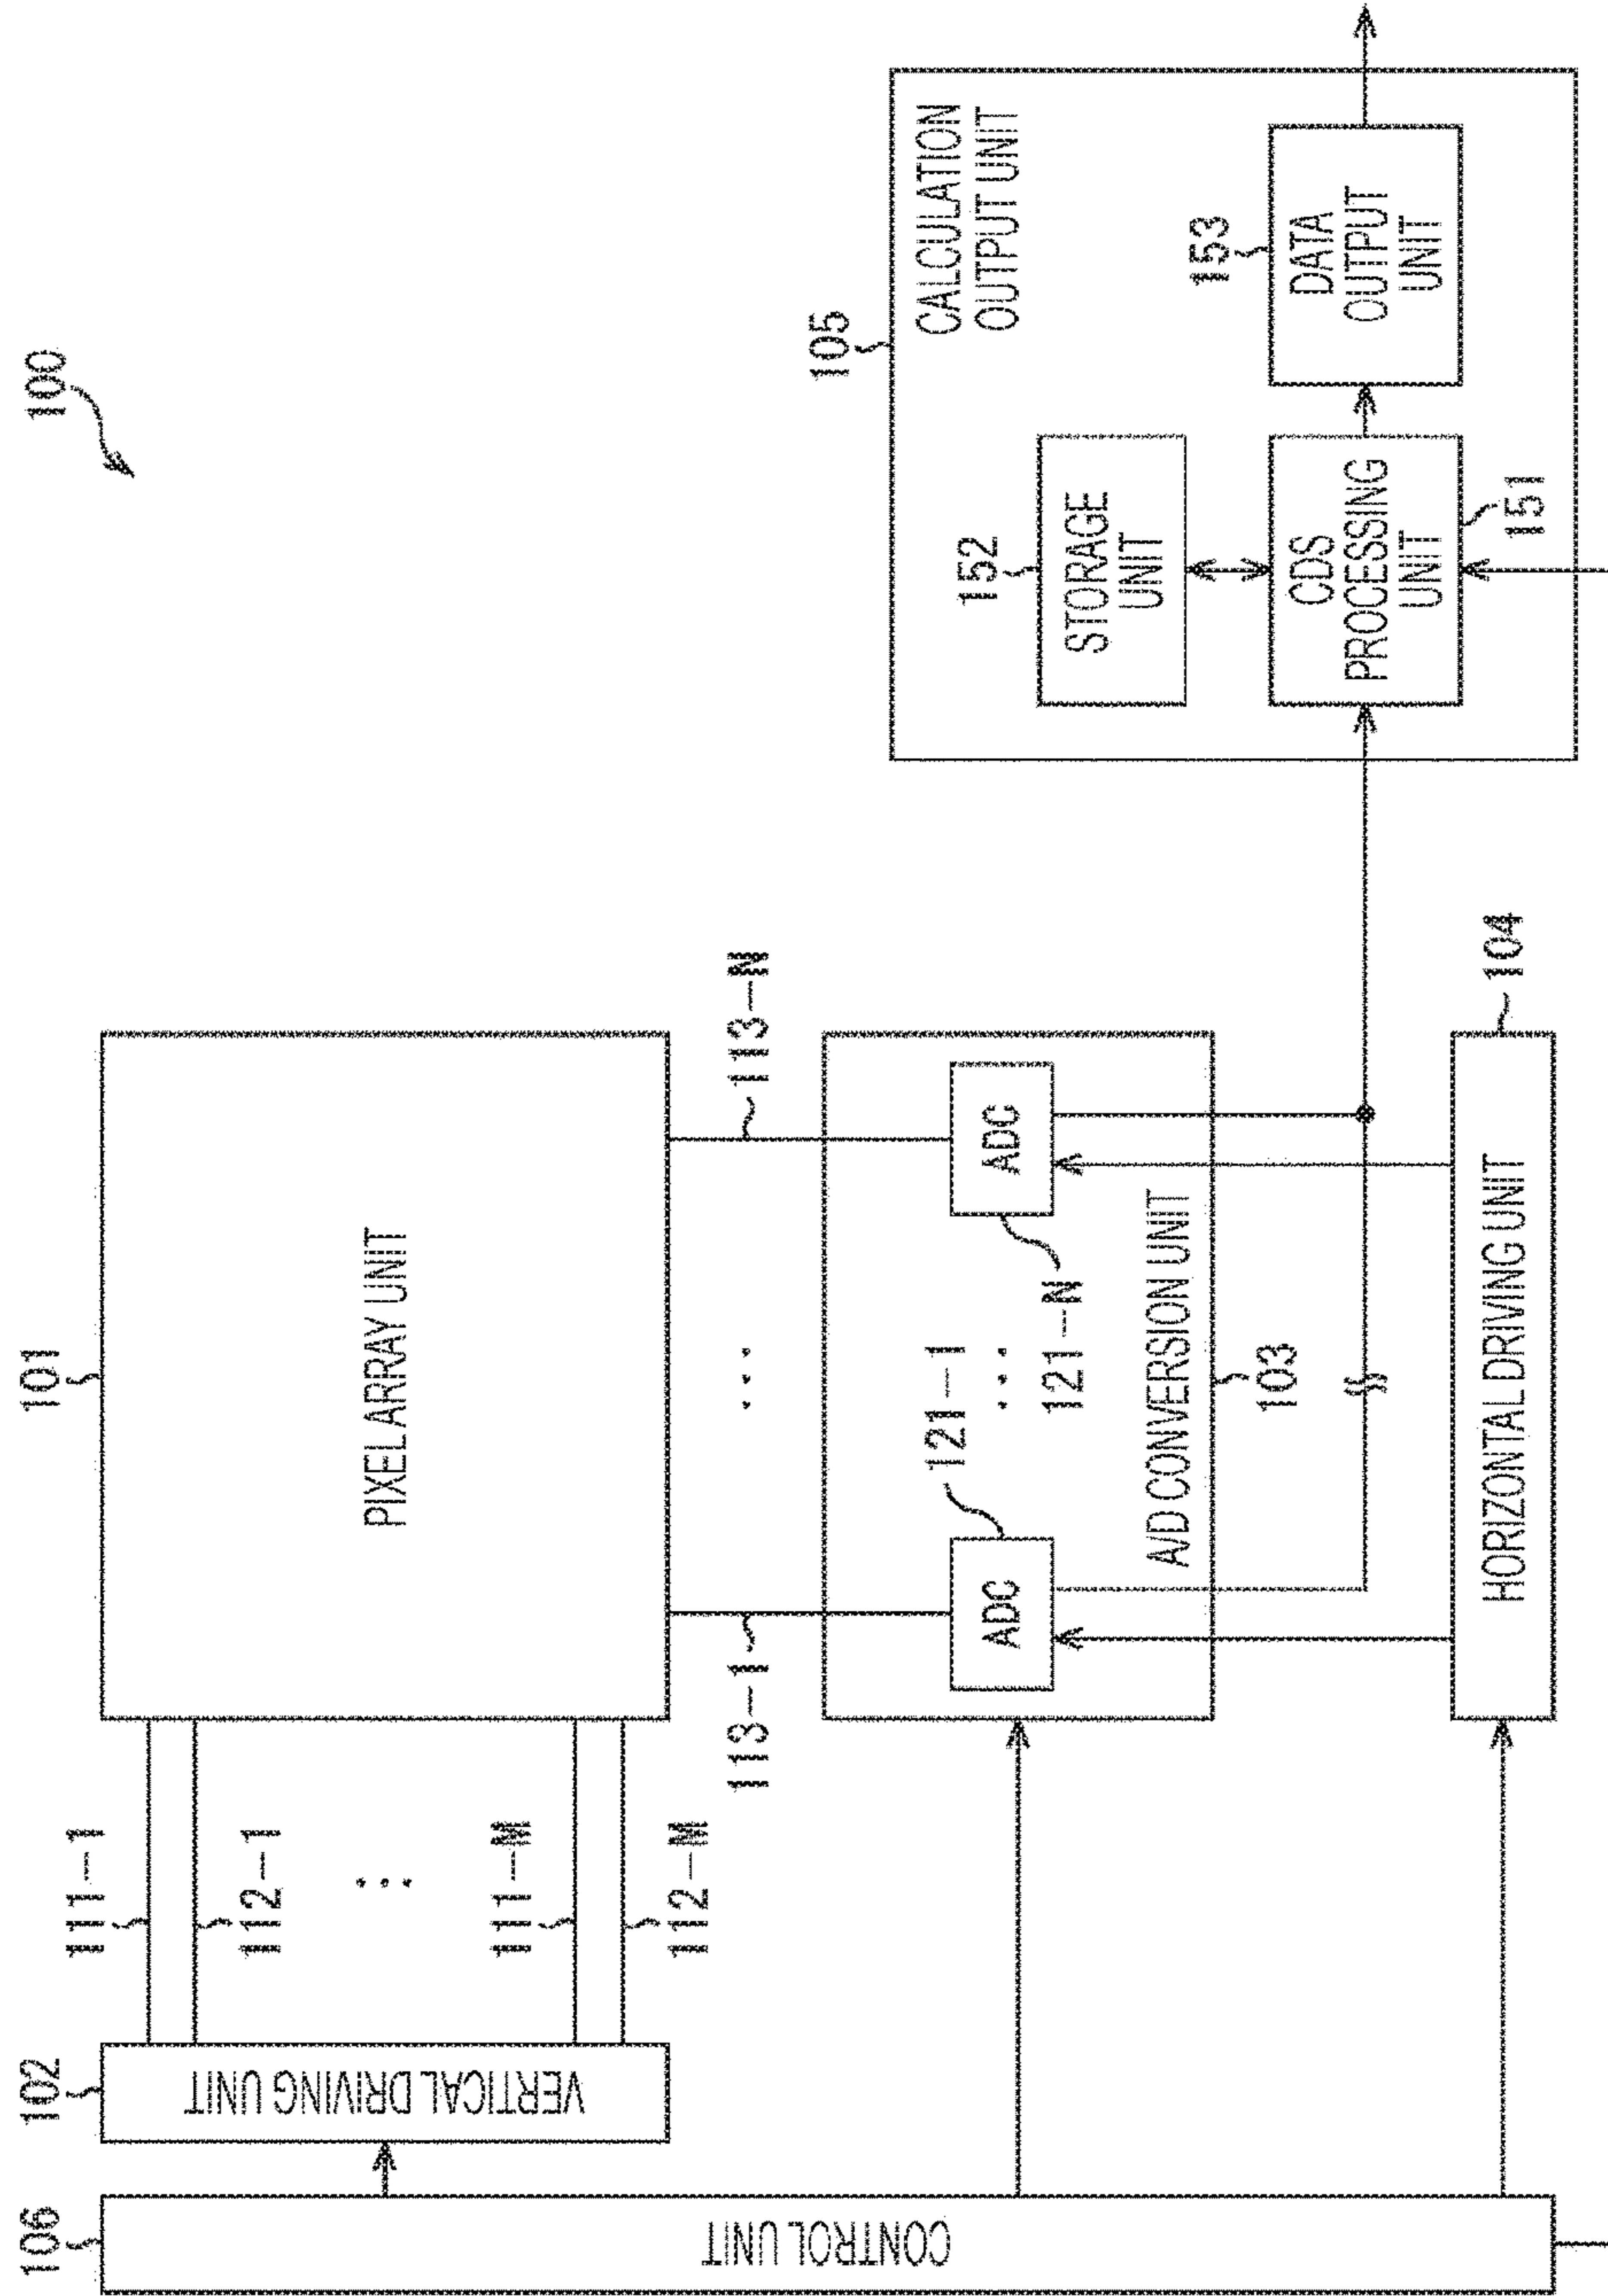 100
106
102
101
111-1
112-1
...
111-M
112-M
CONTROL UNIT
VERTICAL DRIVING UNIT
PIXEL ARRAY UNIT
113-1
...
113-N
105
CALCULATION
OUTPUT UNIT
121-1
ADC
...
ADC
121-N
A/D CONVERSION UNIT
103
152
STORAGE
UNIT
153
CDS
PROCESSING
UNIT
DATA
OUTPUT
UNIT
151
HORIZONTAL DRIVING UNIT
104